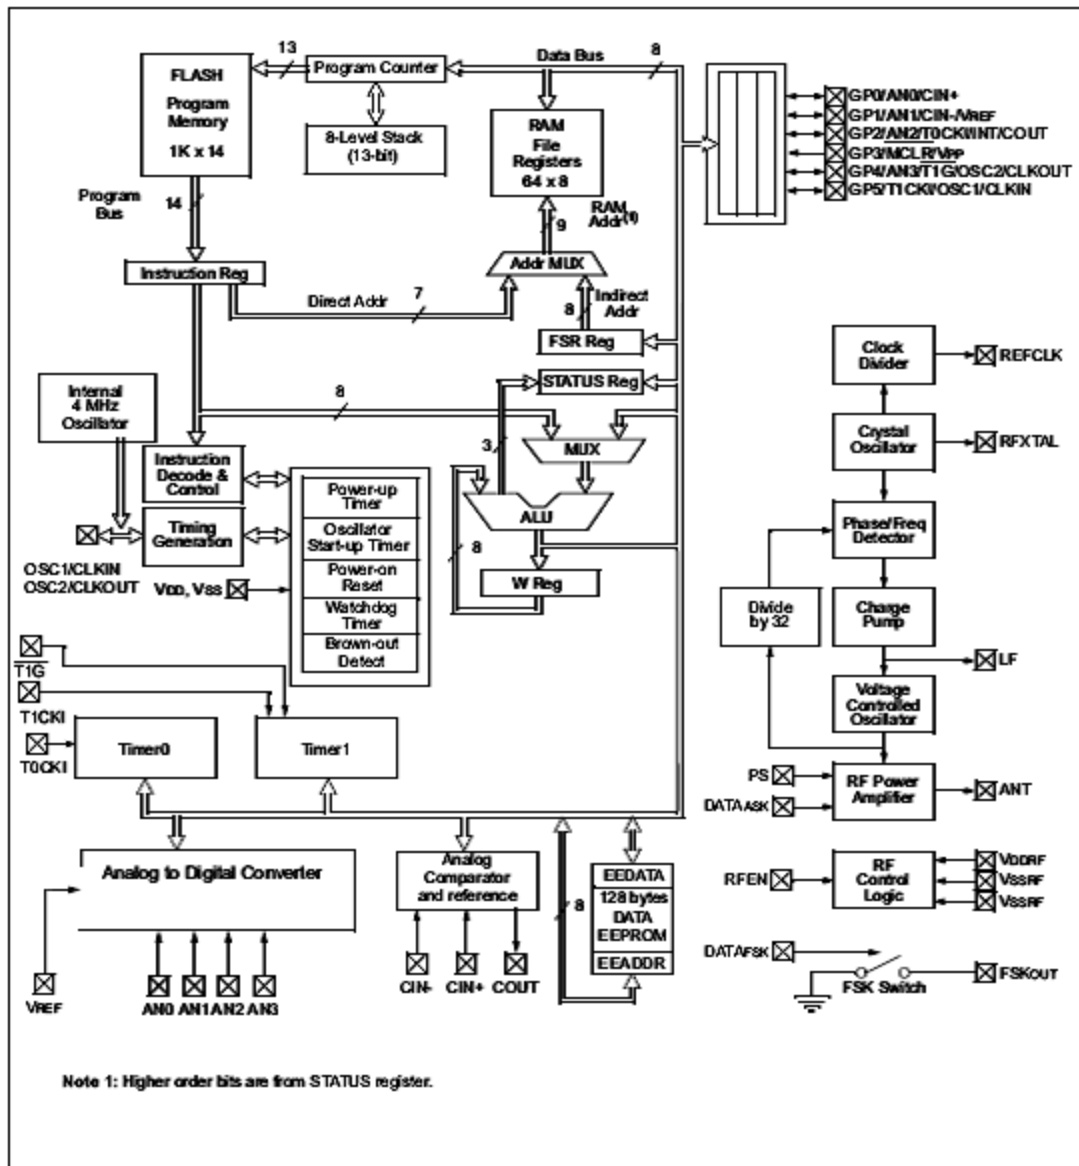 13
Data Bus
8
FLASH
Program
Memory
1K x 14
Program Counter
8-Level Stack
(13-bit)
RAM
File
Registers
64 x 8
GP0/AN0/CIN+
GP1/AN1/CIN-/VREF
GP2/AN2/T0CKI/INT/COUT
GP3/MCLR/VPP
GP4/AN3/T1G/OSC2/CLKOUT
GP5/T1CKI/OSC1/CLKIN
Program
Bus
14
RAM
Addr(1)
9
Instruction Reg
Addr MUX
Direct Addr
7
8
Indirect
Addr
FSR Reg
STATUS Reg
Internal
4 MHz
Oscillator
8
3
MUX
Instruction
Decode &
Control
Timing
Generation
OSC1/CLKIN
OSC2/CLKOUT
VDD, VSS
Power-up
Timer
Oscillator
Start-up Timer
Power-on
Reset
Watchdog
Timer
Brown-out
Detect
ALU
8
W Reg
Clock
Divider
REFCLK
Crystal
Oscillator
RFXTAL
Phase/Freq
Detector
Divide
by 32
Charge
Pump
LF
Voltage
Controlled
Oscillator
PS
DATAASK
RF Power
Amplifier
ANT
T1G
T1CKI
T0CKI
Timer0
Timer1
Analog to Digital Converter
VREF
AN0 AN1 AN2 AN3
Analog
Comparator
and reference
CIN- CIN+ COUT
8
EEDATA
128 bytes
DATA
EEPROM
EEADDR
RFEN
RF
Control
Logic
VDDRF
VSSRF
VSSRF
DATAFSK
FSK Switch
FSKOUT
Note 1: Higher order bits are from STATUS register.